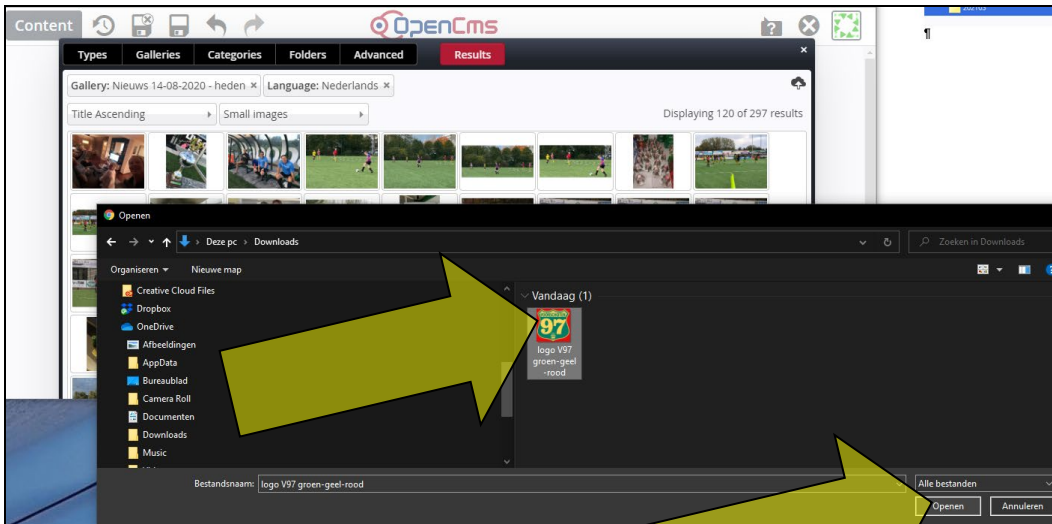 Content
OpenCms
202103
¶
Types Galleries Categories Folders Advanced Results ×
Gallery: Nieuws 14-08-2020 - heden × Language: Nederlands ×
Title Ascending Small images Displaying 120 of 297 results
Openen
Deze pc › Downloads Zoeken in Downloads
Organiseren Nieuwe map
Creative Cloud Files
Dropbox
OneDrive
Afbeeldingen
AppData
Bureaublad
Camera Roll
Documenten
Downloads
Music
Vandaag (1)
97
logo V97
groen-geel
-rood
Bestandsnaam: logo V97 groen-geel-rood Alle bestanden
Openen Annuleren